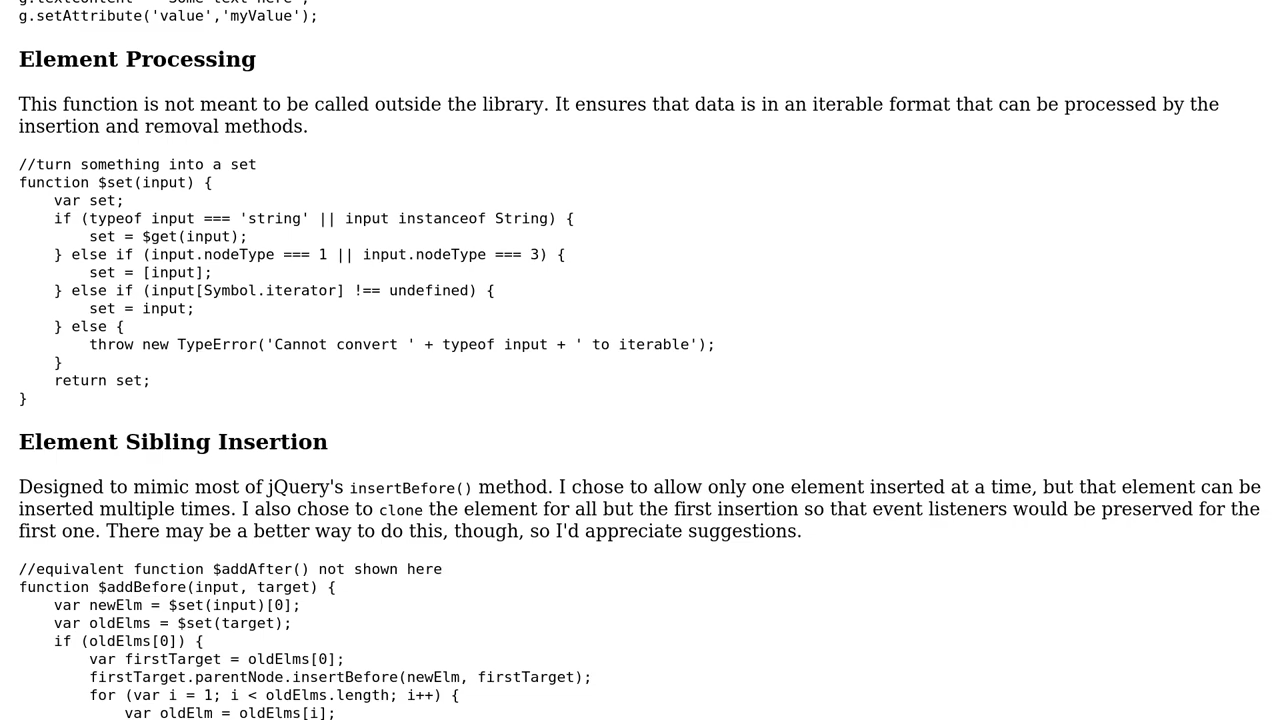 g.textContent = 'Some text here';
g.setAttribute('value','myValue');
Element Processing
This function is not meant to be called outside the library. It ensures that data is in an iterable format that can be processed by the
insertion and removal methods.
//turn something into a set
function $set(input) {
    var set;
    if (typeof input === 'string' || input instanceof String) {
        set = $get(input);
    } else if (input.nodeType === 1 || input.nodeType === 3) {
        set = [input];
    } else if (input[Symbol.iterator] !== undefined) {
        set = input;
    } else {
        throw new TypeError('Cannot convert ' + typeof input + ' to iterable');
    }
    return set;
}
Element Sibling Insertion
Designed to mimic most of jQuery's insertBefore() method. I chose to allow only one element inserted at a time, but that element can be
inserted multiple times. I also chose to clone the element for all but the first insertion so that event listeners would be preserved for the
first one. There may be a better way to do this, though, so I'd appreciate suggestions.
//equivalent function $addAfter() not shown here
function $addBefore(input, target) {
    var newElm = $set(input)[0];
    var oldElms = $set(target);
    if (oldElms[0]) {
        var firstTarget = oldElms[0];
        firstTarget.parentNode.insertBefore(newElm, firstTarget);
        for (var i = 1; i < oldElms.length; i++) {
            var oldElm = oldElms[i];